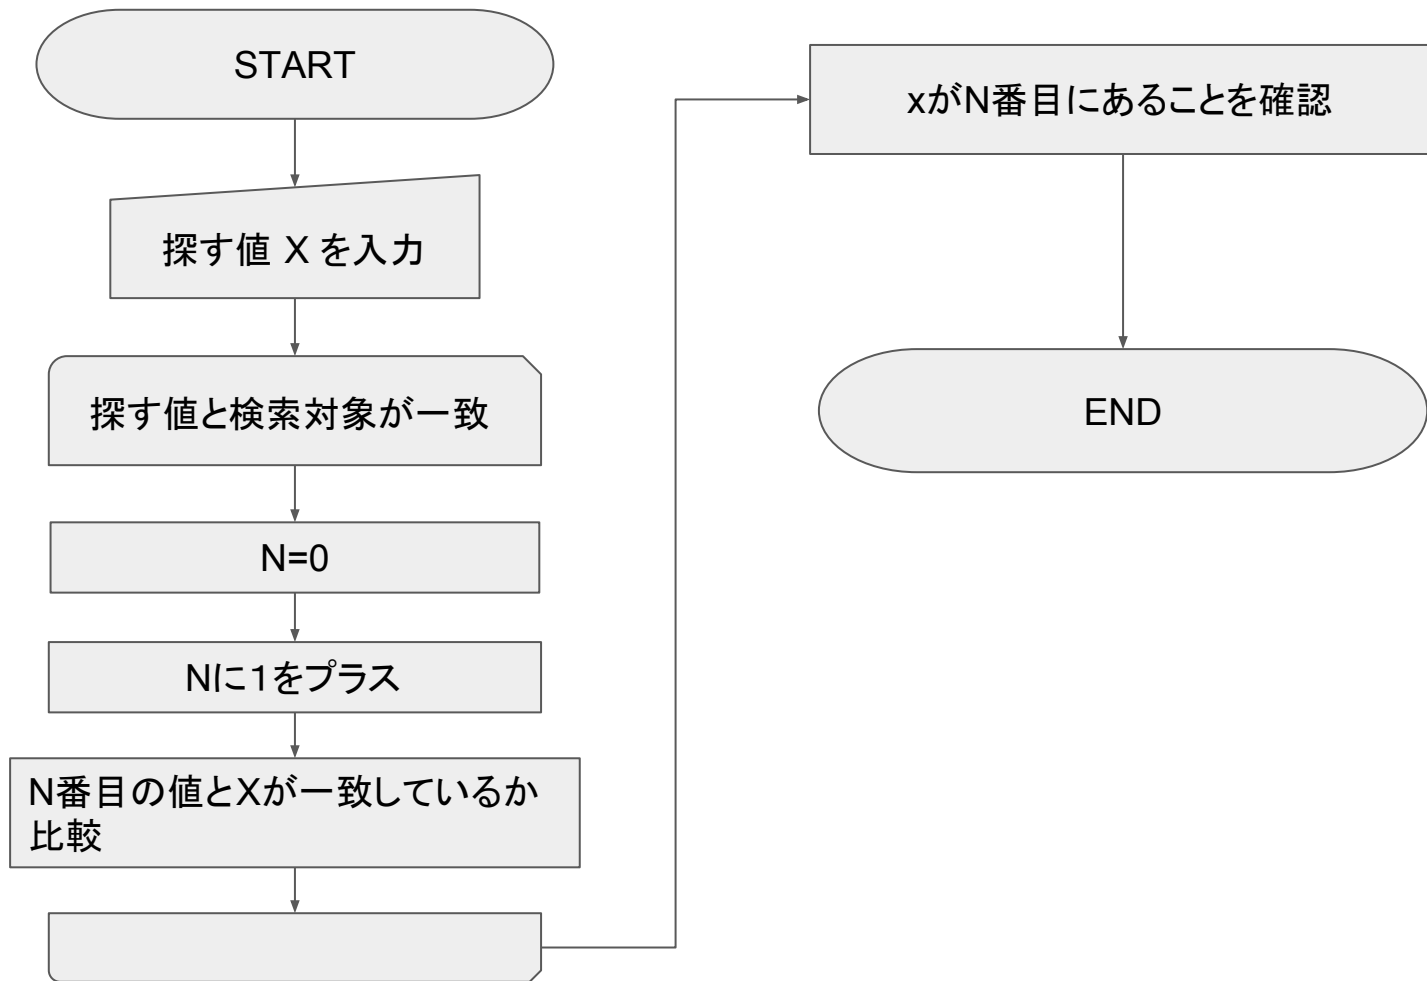 START
探す値 X を入力
探す値と検索対象が一致
N=0
Nに１をプラス
N番目の値とXが一致しているか
比較
xがN番目にあることを確認
END